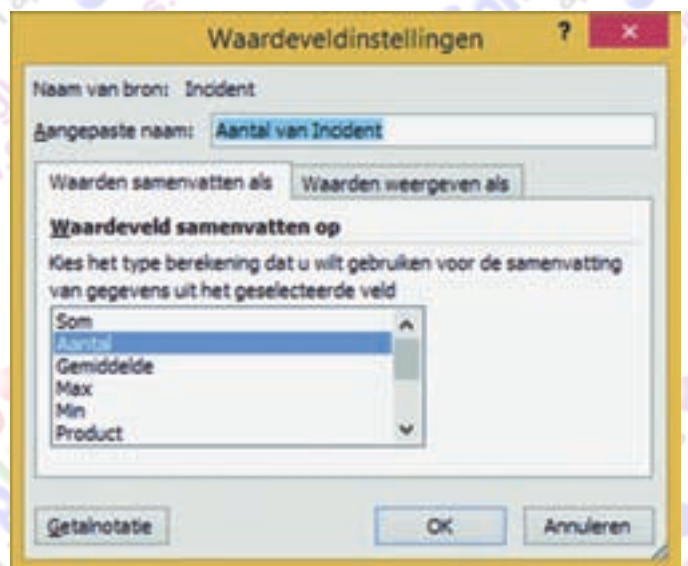 Waardeveldinstellingen ?
Naam van bron: Incident
Aangepaste naam: Aantal van Incident
Waarden samenvatten als Waarden weergeven als
Waardeveld samenvatten op
Kies het type berekening dat u wilt gebruiken voor de samenvatting
van gegevens uit het geselecteerde veld
Som
Aantal
Gemiddelde
Max
Min
Product
Getalnotatie OK Annuleren